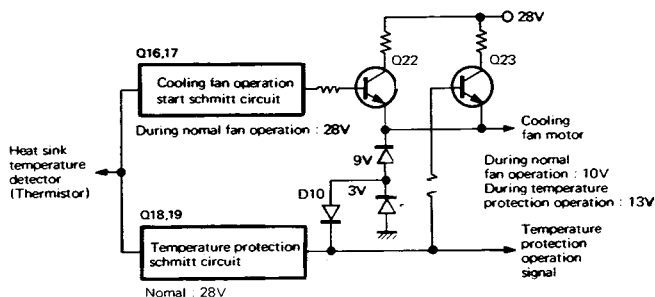 28V
Q22
Q23
Q16,17
Cooling fan operation
start schmitt circuit
During nomal fan operation : 28V
Cooling
fan motor
Heat sink
temperature
detector
(Thermistor)
9V
During nomal
fan operation : 10V
During temperature
protection operation : 13V
D10
3V
Q18,19
Temperature protection
schmitt circuit
Nomal : 28V
Temperature
protection
operation
signal